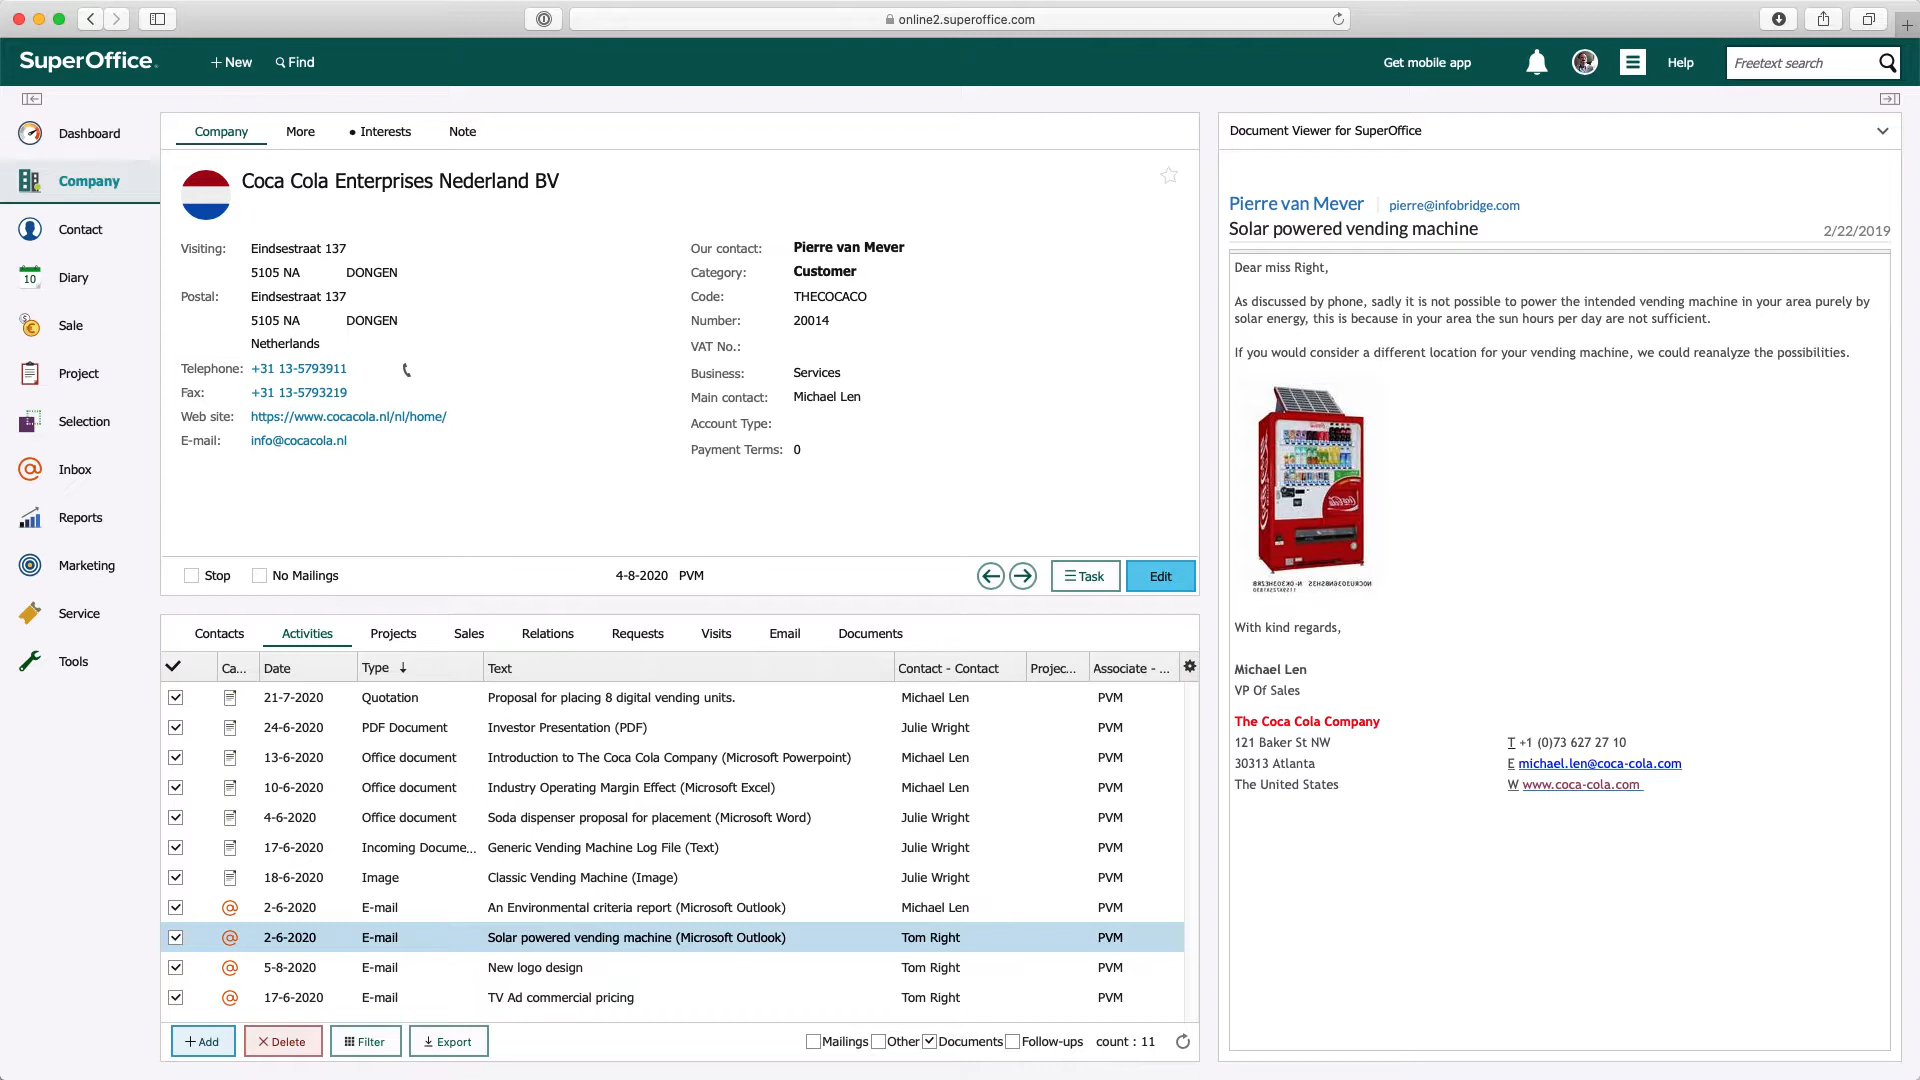 online2.superoffice.com
SuperOffice.
+ New
Find
Get mobile app
Help
Freetext search
Dashboard
Company
Contact
10
Diary
Sale
Project
Selection
Inbox
Reports
Marketing
Service
Tools
Company More • Interests Note
Coca Cola Enterprises Nederland BV
Visiting: Eindsestraat 137
5105 NA DONGEN
Postal: Eindsestraat 137
5105 NA DONGEN
Netherlands
Telephone: +31 13-5793911
Fax: +31 13-5793219
Web site: https://www.cocacola.nl/nl/home/
E-mail: info@cocacola.nl
Our contact: Pierre van Mever
Category: Customer
Code: THECOCACO
Number: 20014
VAT No.:
Business: Services
Main contact: Michael Len
Account Type:
Payment Terms: 0
Stop No Mailings 4-8-2020 PVM Task Edit
Contacts Activities Projects Sales Relations Requests Visits Email Documents
Ca... Date Type ↓ Text Contact - Contact Projec... Associate - ...
21-7-2020 Quotation Proposal for placing 8 digital vending units. Michael Len PVM
24-6-2020 PDF Document Investor Presentation (PDF) Julie Wright PVM
13-6-2020 Office document Introduction to The Coca Cola Company (Microsoft Powerpoint) Michael Len PVM
10-6-2020 Office document Industry Operating Margin Effect (Microsoft Excel) Michael Len PVM
4-6-2020 Office document Soda dispenser proposal for placement (Microsoft Word) Julie Wright PVM
17-6-2020 Incoming Docume... Generic Vending Machine Log File (Text) Julie Wright PVM
18-6-2020 Image Classic Vending Machine (Image) Julie Wright PVM
@ 2-6-2020 E-mail An Environmental criteria report (Microsoft Outlook) Michael Len PVM
@ 2-6-2020 E-mail Solar powered vending machine (Microsoft Outlook) Tom Right PVM
@ 5-8-2020 E-mail New logo design Tom Right PVM
@ 17-6-2020 E-mail TV Ad commercial pricing Tom Right PVM
+ Add Delete Filter Export Mailings Other Documents Follow-ups count : 11
Document Viewer for SuperOffice
Pierre van Mever | pierre@infobridge.com
Solar powered vending machine 2/22/2019
Dear miss Right,
As discussed by phone, sadly it is not possible to power the intended vending machine in your area purely by
solar energy, this is because in your area the sun hours per day are not sufficient.
If you would consider a different location for your vending machine, we could reanalyze the possibilities.
With kind regards,
Michael Len
VP Of Sales
The Coca Cola Company
121 Baker St NW T +1 (0)73 627 27 10
30313 Atlanta E michael.len@coca-cola.com
The United States W www.coca-cola.com